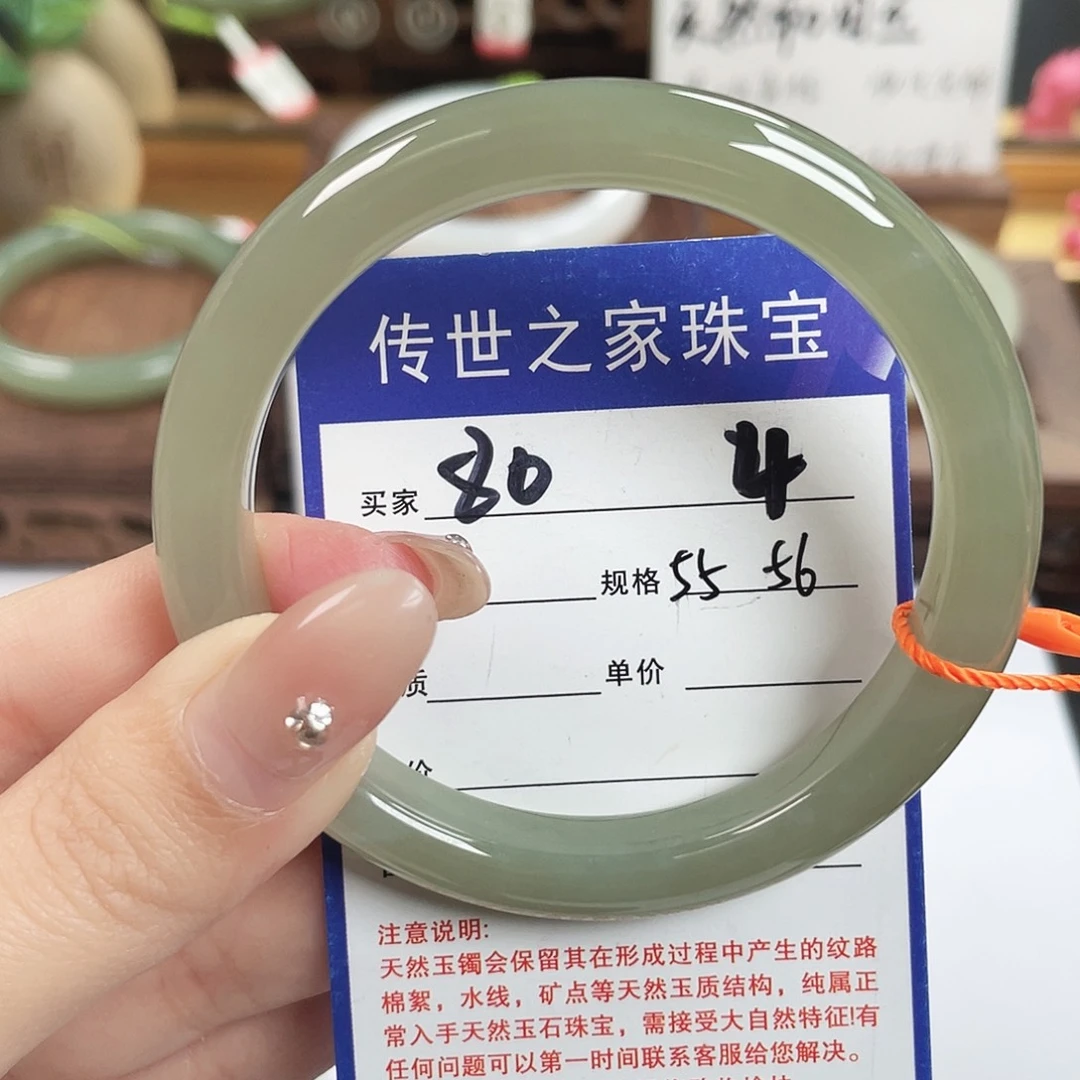 传世之家珠宝
买家 80 4
规格 55 56
质 单价
价
注意说明:
天然玉镯会保留其在形成过程中产生的纹路
棉絮，水线，矿点等天然玉质结构，纯属正
常入手天然玉石珠宝，需接受大自然特征!有
任何问题可以第一时间联系客服给您解决。